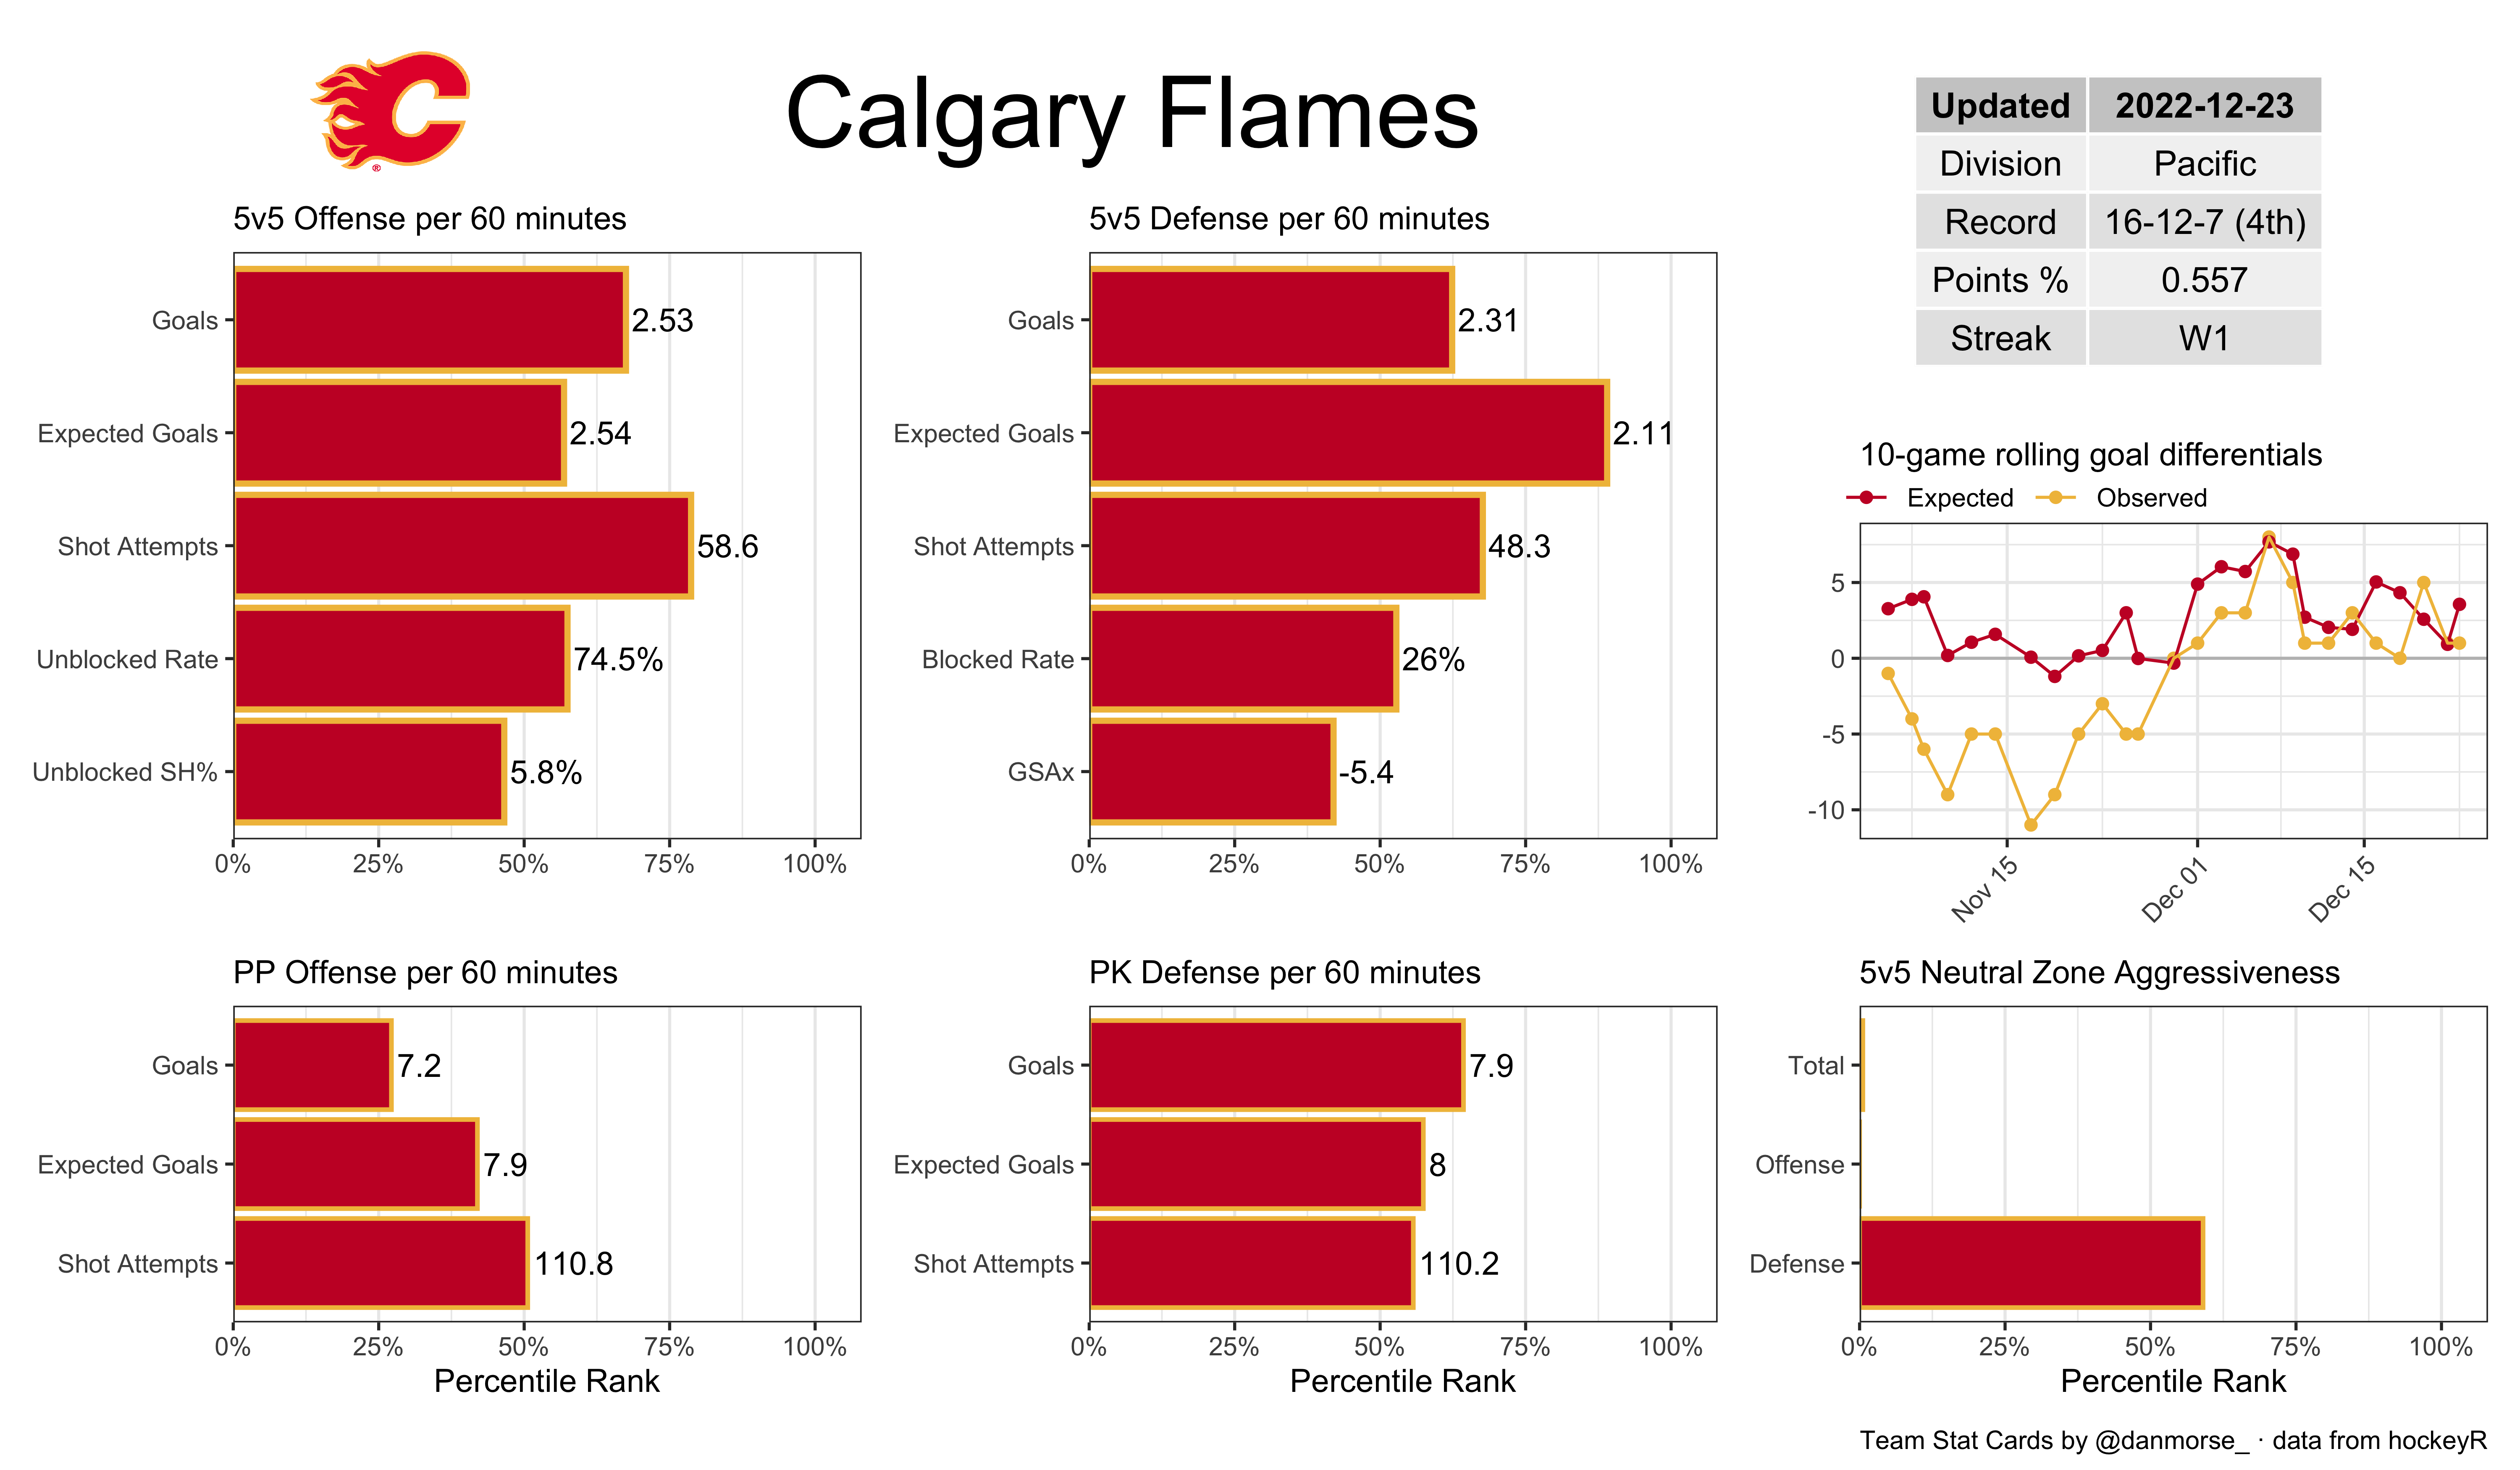 Calgary Flames
Updated 2022-12-23
Division Pacific
Record 16-12-7 (4th)
Points % 0.557
Streak W1
5v5 Offense per 60 minutes
Goals 2.53
Expected Goals 2.54
Shot Attempts 58.6
Unblocked Rate 74.5%
Unblocked SH% 5.8%
0% 25% 50% 75% 100%
5v5 Defense per 60 minutes
Goals 2.31
Expected Goals 2.11
Shot Attempts 48.3
Blocked Rate 26%
GSAx -5.4
0% 25% 50% 75% 100%
10-game rolling goal differentials
Expected Observed
5
0
-5
-10
Nov 15 Dec 01 Dec 15
PP Offense per 60 minutes
Goals 7.2
Expected Goals 7.9
Shot Attempts 110.8
0% 25% 50% 75% 100%
Percentile Rank
PK Defense per 60 minutes
Goals 7.9
Expected Goals 8
Shot Attempts 110.2
0% 25% 50% 75% 100%
Percentile Rank
5v5 Neutral Zone Aggressiveness
Total
Offense
Defense
0% 25% 50% 75% 100%
Percentile Rank
Team Stat Cards by @danmorse_ · data from hockeyR